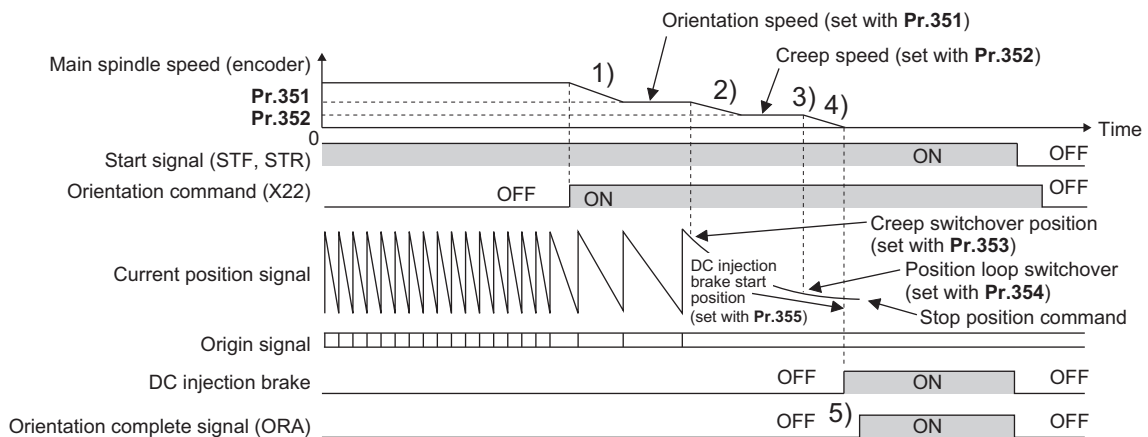 Orientation speed (set with Pr.351)
Creep speed (set with Pr.352)
Main spindle speed (encoder)
1)
2)
3)
4)
Pr.351
Pr.352
0
Time
Start signal (STF, STR)
ON
OFF
Orientation command (X22)
OFF
ON
OFF
Creep switchover position
(set with Pr.353)
Current position signal
DC injection
brake start
position
(set with Pr.355)
Position loop switchover
(set with Pr.354)
Stop position command
Origin signal
DC injection brake
OFF
ON
OFF
Orientation complete signal (ORA)
OFF
5)
ON
OFF